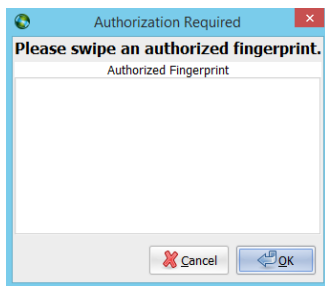 Authorization Required
Please swipe an authorized fingerprint.
Authorized Fingerprint
Cancel
OK